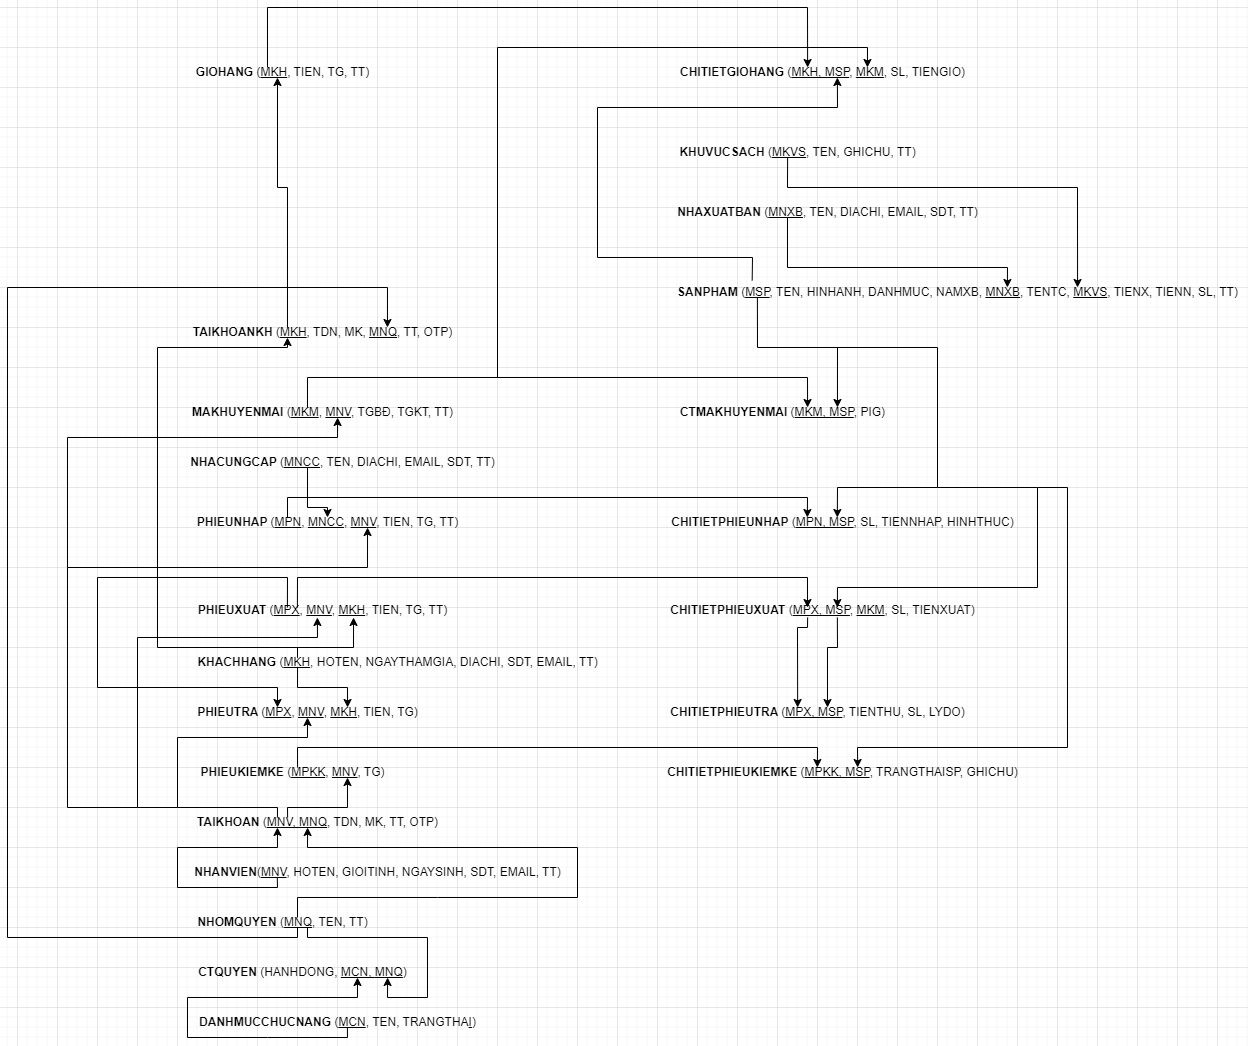 GIOHANG (MKH, TIEN, TG, TT)
CHITIETGIOHANG (MKH, MSP, MKM, SL, TIENGIO)
KHUVUCSACH (MKVS, TEN, GHICHU, TT)
NHAXUATBAN (MNXB, TEN, DIACHI, EMAIL, SDT, TT)
SANPHAM (MSP, TEN, HINHANH, DANHMUC, NAMXB, MNXB, TENTC, MKVS, TIENX, TIENN, SL, TT)
TAIKHOANKH (MKH, TDN, MK, MNQ, TT, OTP)
MAKHUYENMAI (MKM, MNV, TGBĐ, TGKT, TT)
CTMAKHUYENMAI (MKM, MSP, PIG)
NHACUNGCAP (MNCC, TEN, DIACHI, EMAIL, SDT, TT)
PHIEUNHAP (MPN, MNCC, MNV, TIEN, TG, TT)
CHITIETPHIEUNHAP (MPN, MSP, SL, TIENNHAP, HINHTHUC)
PHIEUXUAT (MPX, MNV, MKH, TIEN, TG, TT)
CHITIETPHIEUXUAT (MPX, MSP, MKM, SL, TIENXUAT)
KHACHHANG (MKH, HOTEN, NGAYTHAMGIA, DIACHI, SDT, EMAIL, TT)
PHIEUTRA (MPX, MNV, MKH, TIEN, TG)
CHITIETPHIEUTRA (MPX, MSP, TIENTHU, SL, LYDO)
PHIEUKIEMKE (MPKK, MNV, TG)
CHITIETPHIEUKIEMKE (MPKK, MSP, TRANGTHAISP, GHICHU)
TAIKHOAN (MNV, MNQ, TDN, MK, TT, OTP)
NHANVIEN(MNV, HOTEN, GIOITINH, NGAYSINH, SDT, EMAIL, TT)
NHOMQUYEN (MNQ, TEN, TT)
CTQUYEN (HANHDONG, MCN, MNQ)
DANHMUCCHUCNANG (MCN, TEN, TRANGTHAI)